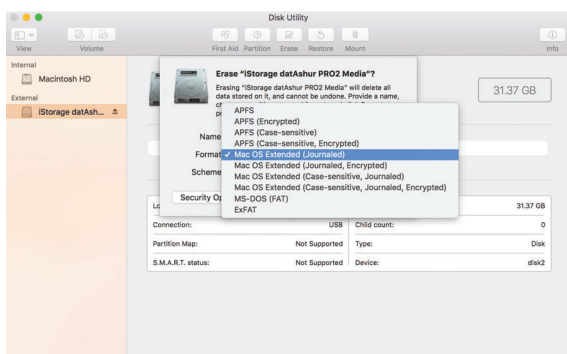 Disk Utility
View
Volume
First Aid
Partition
Erase
Restore
Mount
Info
Internal
Macintosh HD
External
iStorage datAsh...
Erase “iStorage datAshur PRO2 Media”?
Erasing “iStorage datAshur PRO2 Media” will delete all
data stored on it, and cannot be undone. Provide a name,
31.37 GB
Name
Format
Scheme
Security Op
APFS
APFS (Encrypted)
APFS (Case-sensitive)
APFS (Case-sensitive, Encrypted)
✓ Mac OS Extended (Journaled)
Mac OS Extended (Journaled, Encrypted)
Mac OS Extended (Case-sensitive, Journaled)
Mac OS Extended (Case-sensitive, Journaled, Encrypted)
MS-DOS (FAT)
ExFAT
Lo
31.37 GB
Connection:
USB
Child count:
0
Partition Map:
Not Supported
Type:
Disk
S.M.A.R.T. status:
Not Supported
Device:
disk2